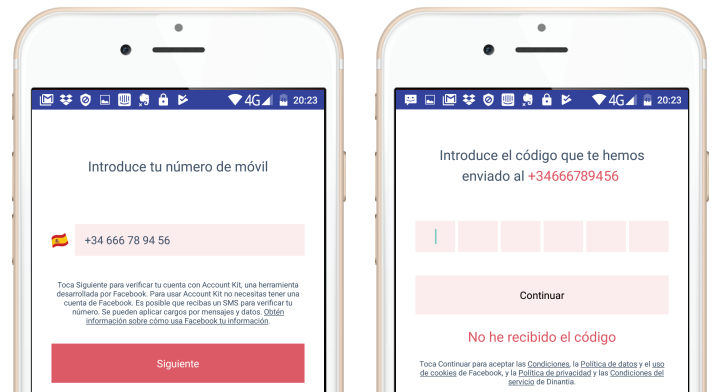 4G 20:23
Introduce tu número de móvil
+34 666 78 94 56
Toca Siguiente para verificar tu cuenta con Account Kit, una herramienta
desarrollada por Facebook. Para usar Account Kit no necesitas tener una
cuenta de Facebook. Es posible que recibas un SMS para verificar tu
número. Se pueden aplicar cargos por mensajes y datos. Obtén
información sobre cómo usa Facebook tu información.
Siguiente
4G 20:23
Introduce el código que te hemos
enviado al +34666789456
Continuar
No he recibido el código
Toca Continuar para aceptar las Condiciones, la Política de datos y el uso
de cookies de Facebook, y la Política de privacidad y las Condiciones del
servicio de Dinantia.